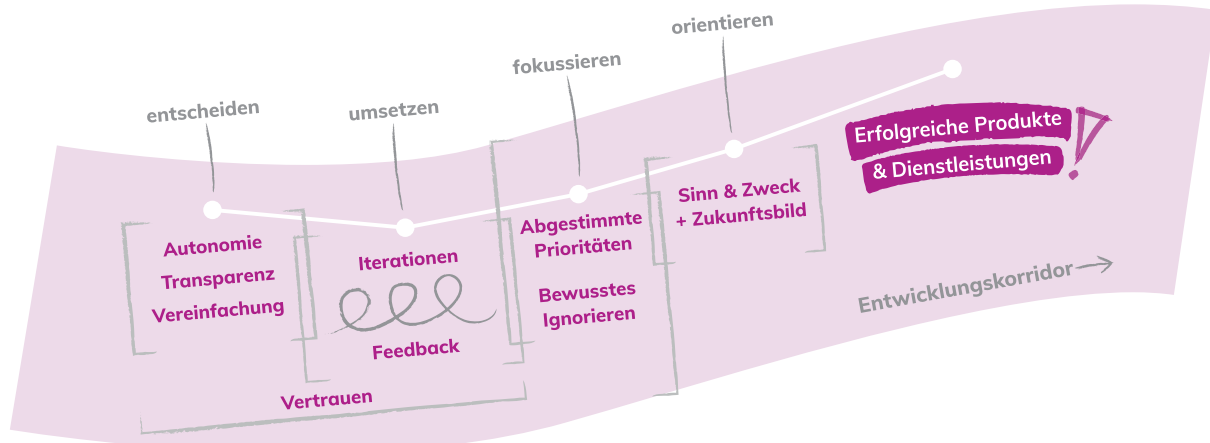 entscheiden
umsetzen
fokussieren
orientieren
Autonomie
Transparenz
Vereinfachung
Iterationen
Feedback
Vertrauen
Abgestimmte
Prioritäten
Bewusstes
Ignorieren
Sinn & Zweck
+ Zukunftsbild
Erfolgreiche Produkte
& Dienstleistungen
Entwicklungskorridor